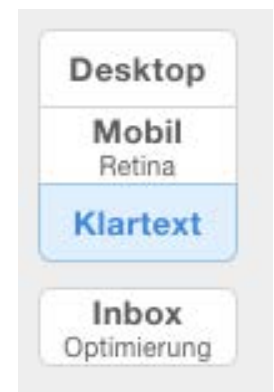 Desktop
Mobil
Retina
Klartext
Inbox
Optimierung